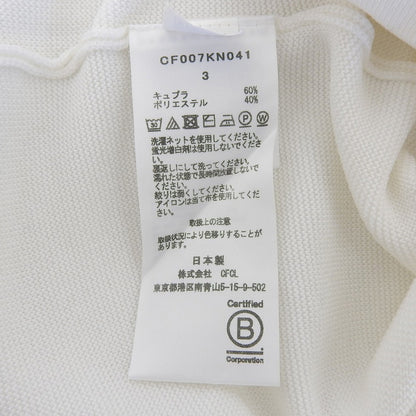 CF007KN041
3
キュプラ 60%
ポリエステル 40%
洗濯ネットを使用してください。
蛍光増白剤は使用しないでください。
裏返しにして洗ってください。
濡れた状態で長時間放置しないで
ください。
絞りは弱くしてください。
アイロンは当て布を使用してください。
取扱上の注意
取扱状況により色移りすることが
あります。
日本製
株式会社 CFCL
東京都港区南青山5-15-9-502
Certified
B
Corporation